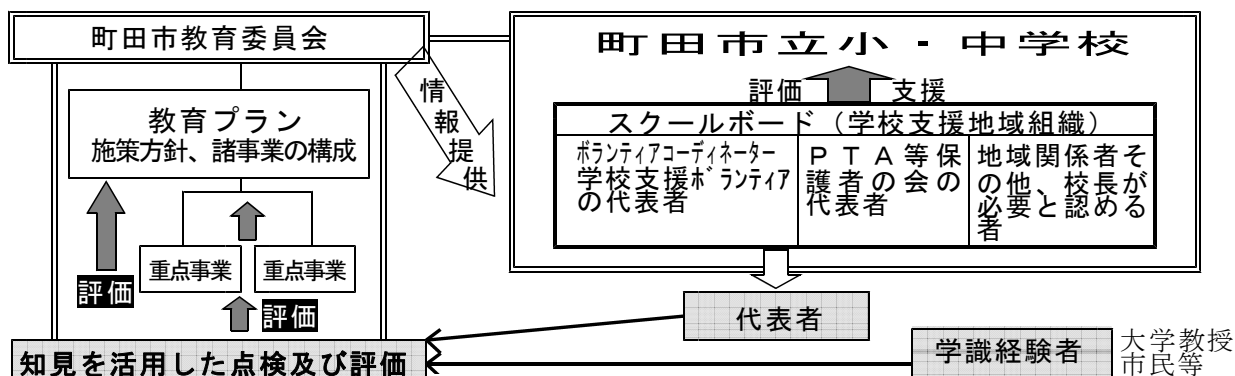 町田市教育委員会
教育プラン
施策方針、諸事業の構成
重点事業
重点事業
評価
評価
知見を活用した点検及び評価
情報提供
町田市立小・中学校
評価
支援
スクールボード（学校支援地域組織）
ボランティアコーディネーター
学校支援ボランティア
の代表者
ＰＴＡ等保
護者の会の
代表者
地域関係者そ
の他、校長が
必要と認める
者
代表者
学識経験者
大学教授
市民等